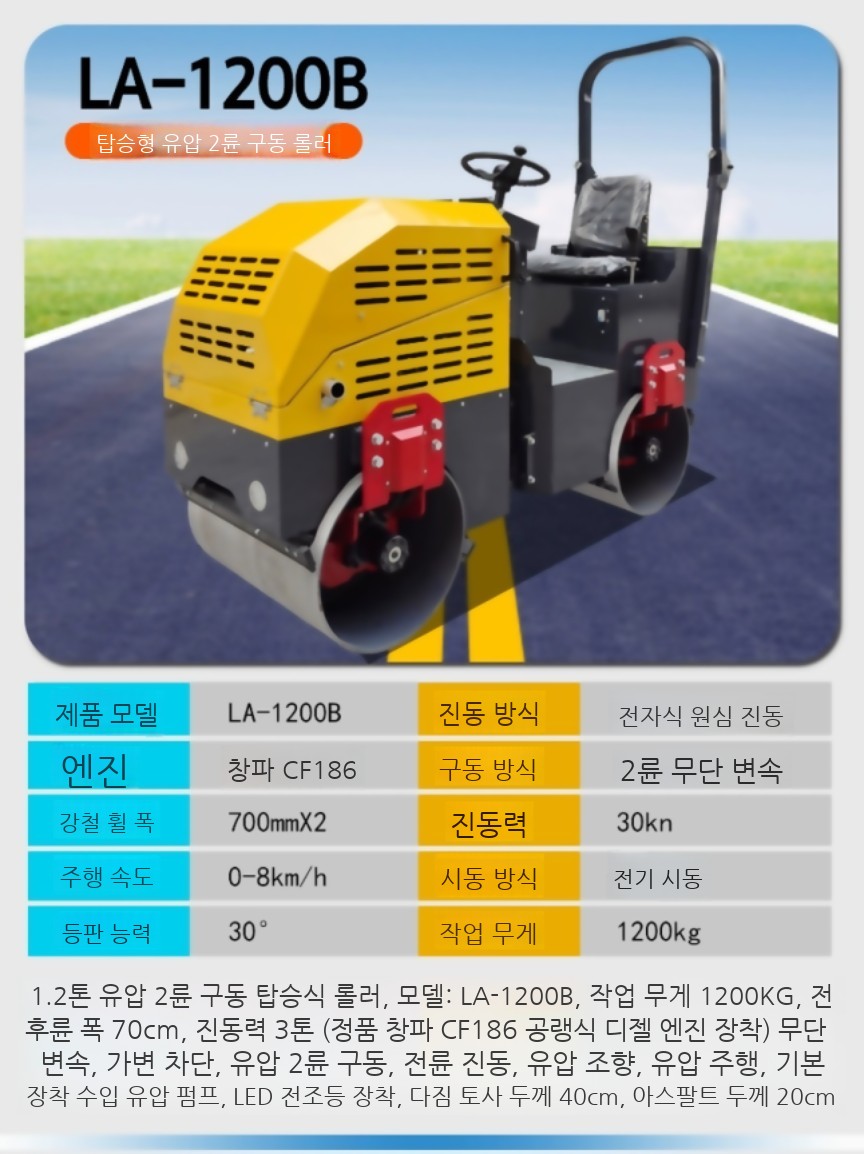 LA-1200B
탑승형 유압 2륜 구동 롤러
제품 모델 LA-1200B 진동 방식 전자식 원심 진동
엔진 창파 CF186 구동 방식 2륜 무단 변속
강철 휠 폭 700mmX2 진동력 30kn
주행 속도 0-8km/h 시동 방식 전기 시동
등판 능력 30° 작업 무게 1200kg
1.2톤 유압 2륜 구동 탑승식 롤러, 모델: LA-1200B, 작업 무게 1200KG, 전
후륜 폭 70cm, 진동력 3톤 (정품 창파 CF186 공랭식 디젤 엔진 장착) 무단
변속, 가변 차단, 유압 2륜 구동, 전륜 진동, 유압 조향, 유압 주행, 기본
장착 수입 유압 펌프, LED 전조등 장착, 다짐 토사 두께 40cm, 아스팔트 두께 20cm